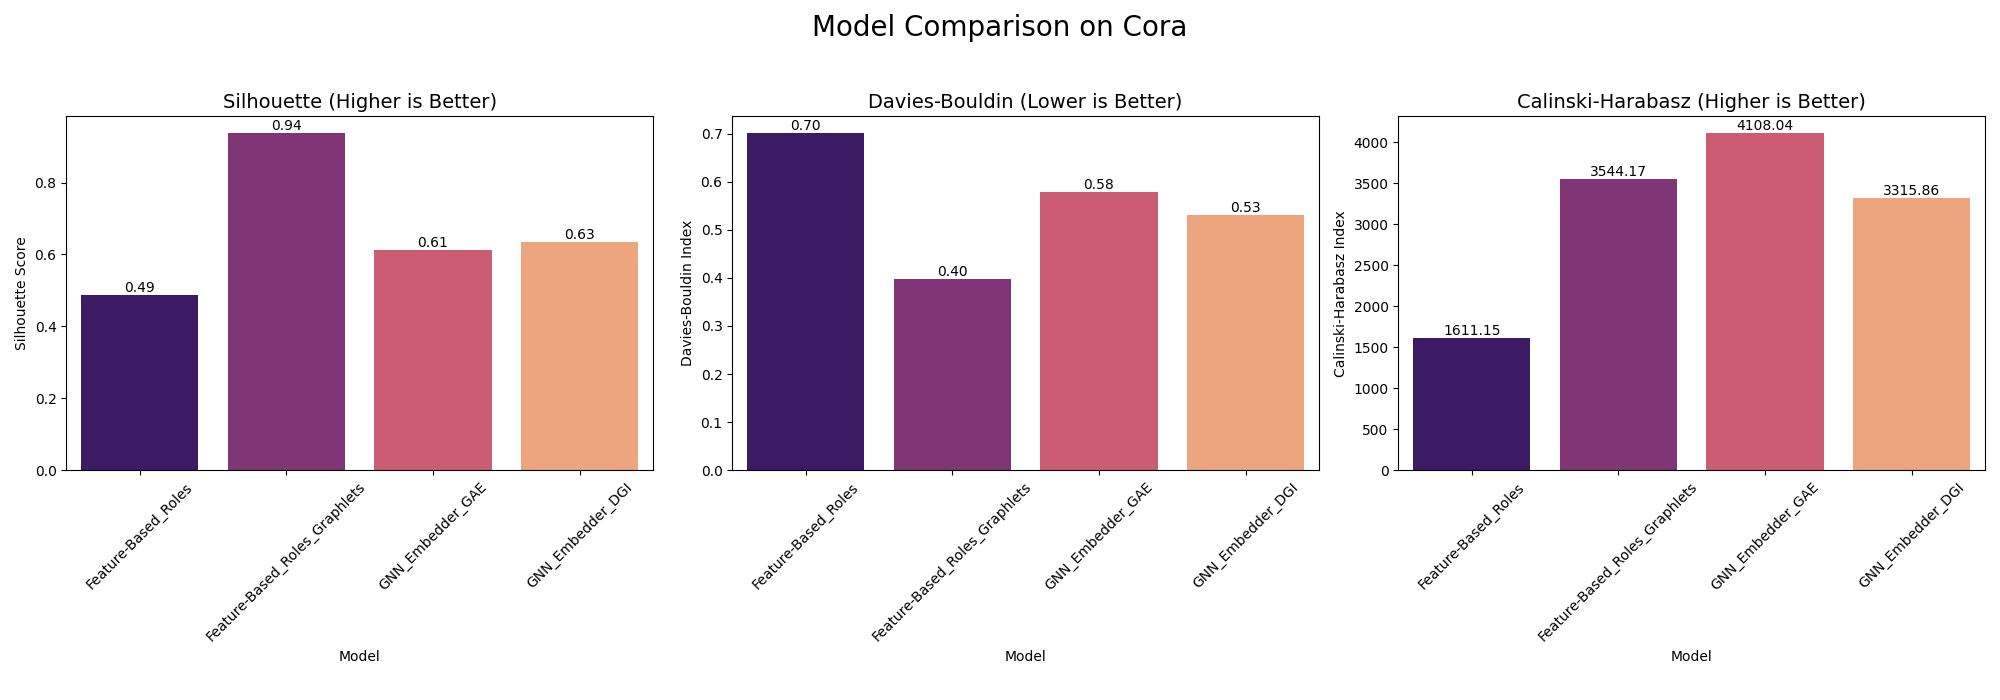 Model Comparison on Cora
Silhouette (Higher is Better)
Silhouette Score
0.8
0.6
0.4
0.2
0.0
0.49
0.94
0.61
0.63
Feature-Based_Roles
Feature-Based_Roles_Graphlets
GNN_Embedder_GAE
GNN_Embedder_DGI
Model
Davies-Bouldin (Lower is Better)
Davies-Bouldin Index
0.7
0.6
0.5
0.4
0.3
0.2
0.1
0.0
0.70
0.40
0.58
0.53
Feature-Based_Roles
Feature-Based_Roles_Graphlets
GNN_Embedder_GAE
GNN_Embedder_DGI
Model
Calinski-Harabasz (Higher is Better)
Calinski-Harabasz Index
4000
3500
3000
2500
2000
1500
1000
500
0
1611.15
3544.17
4108.04
3315.86
Feature-Based_Roles
Feature-Based_Roles_Graphlets
GNN_Embedder_GAE
GNN_Embedder_DGI
Model